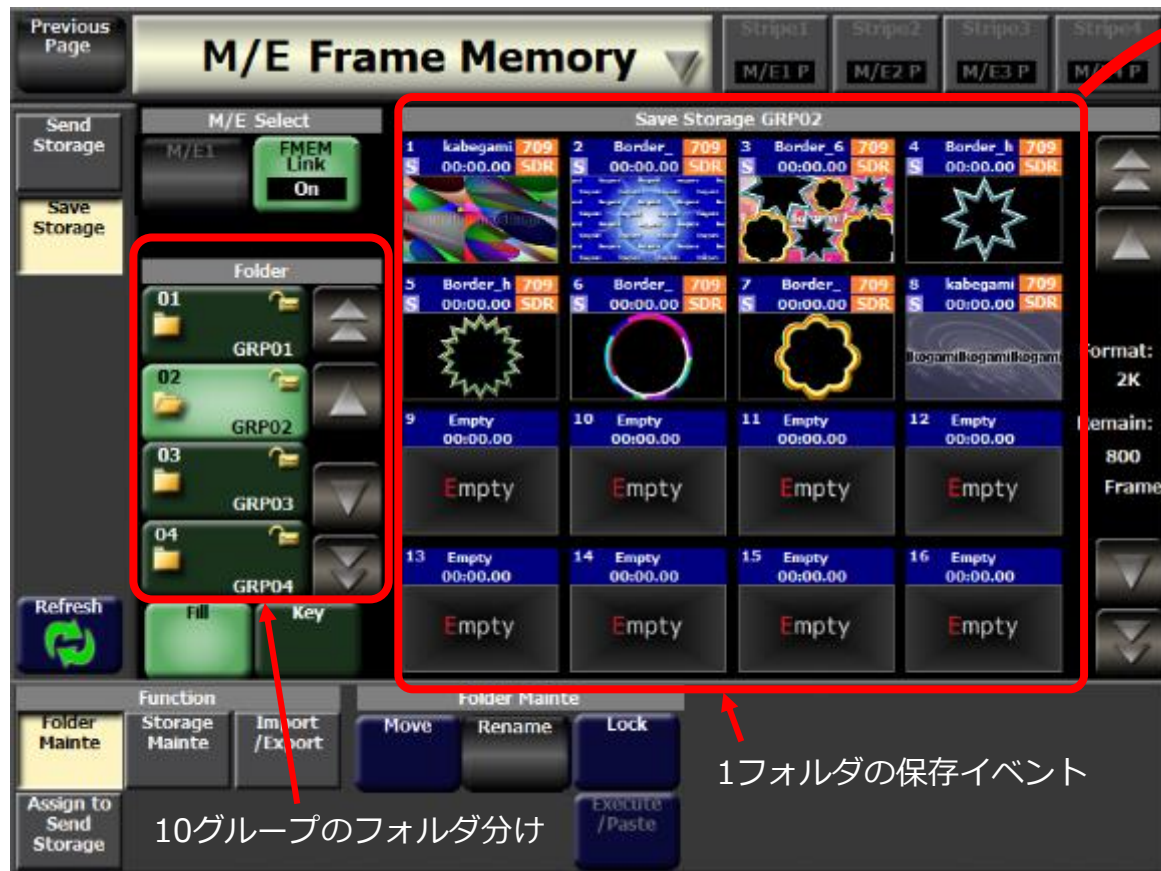 Previous
Page
M/E Frame Memory
Stripe1
M/E1 P
Stripe2
M/E2 P
Stripe3
M/E3 P
Stripe4
Send
Storage
Save
Storage
M/E Select
M/E1
FMEM
Link
On
Folder
01
GRP01
02
GRP02
03
GRP03
04
GRP04
Fill
Key
Refresh
Save Storage GRP02
1 kabegami 709
S 00:00.00 SDR
2 Border_ 709
S 00:00.00 SDR
3 Border_6 709
S 00:00.00 SDR
4 Border_h 709
S 00:00.00 SDR
5 Border_h 709
S 00:00.00 SDR
6 Border_ 709
S 00:00.00 SDR
7 Border_ 709
S 00:00.00 SDR
8 kabegami 709
S 00:00.00 SDR
9 Empty
00:00.00
Empty
10 Empty
00:00.00
Empty
11 Empty
00:00.00
Empty
12 Empty
00:00.00
Empty
13 Empty
00:00.00
Empty
14 Empty
00:00.00
Empty
15 Empty
00:00.00
Empty
16 Empty
00:00.00
Empty
Format:
2K
Remain:
800
Frame
Function
Folder
Mainte
Storage
Mainte
Import
/Export
Assign to
Send
Storage
Folder Mainte
Move
Rename
Lock
Execute
/Paste
1フォルダの保存イベント
10グループのフォルダ分け